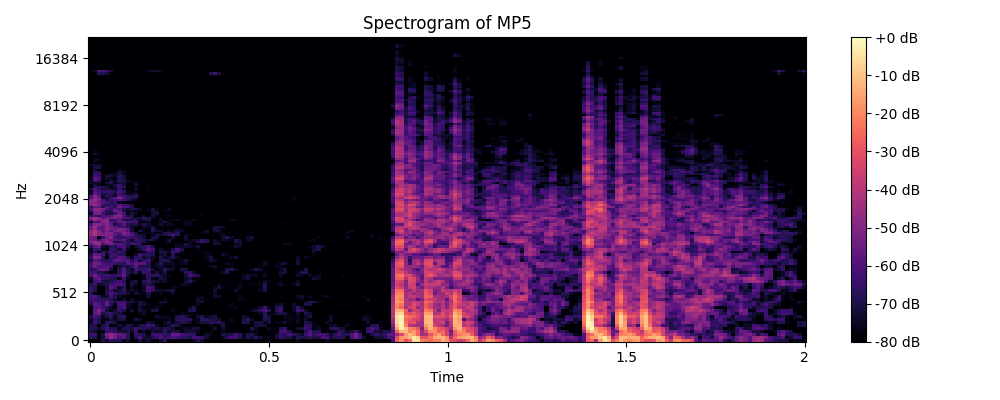 Spectrogram of MP5
16384
8192
4096
2048
1024
512
0
Hz
0
0.5
1
1.5
2
Time
+0 dB
-10 dB
-20 dB
-30 dB
-40 dB
-50 dB
-60 dB
-70 dB
-80 dB